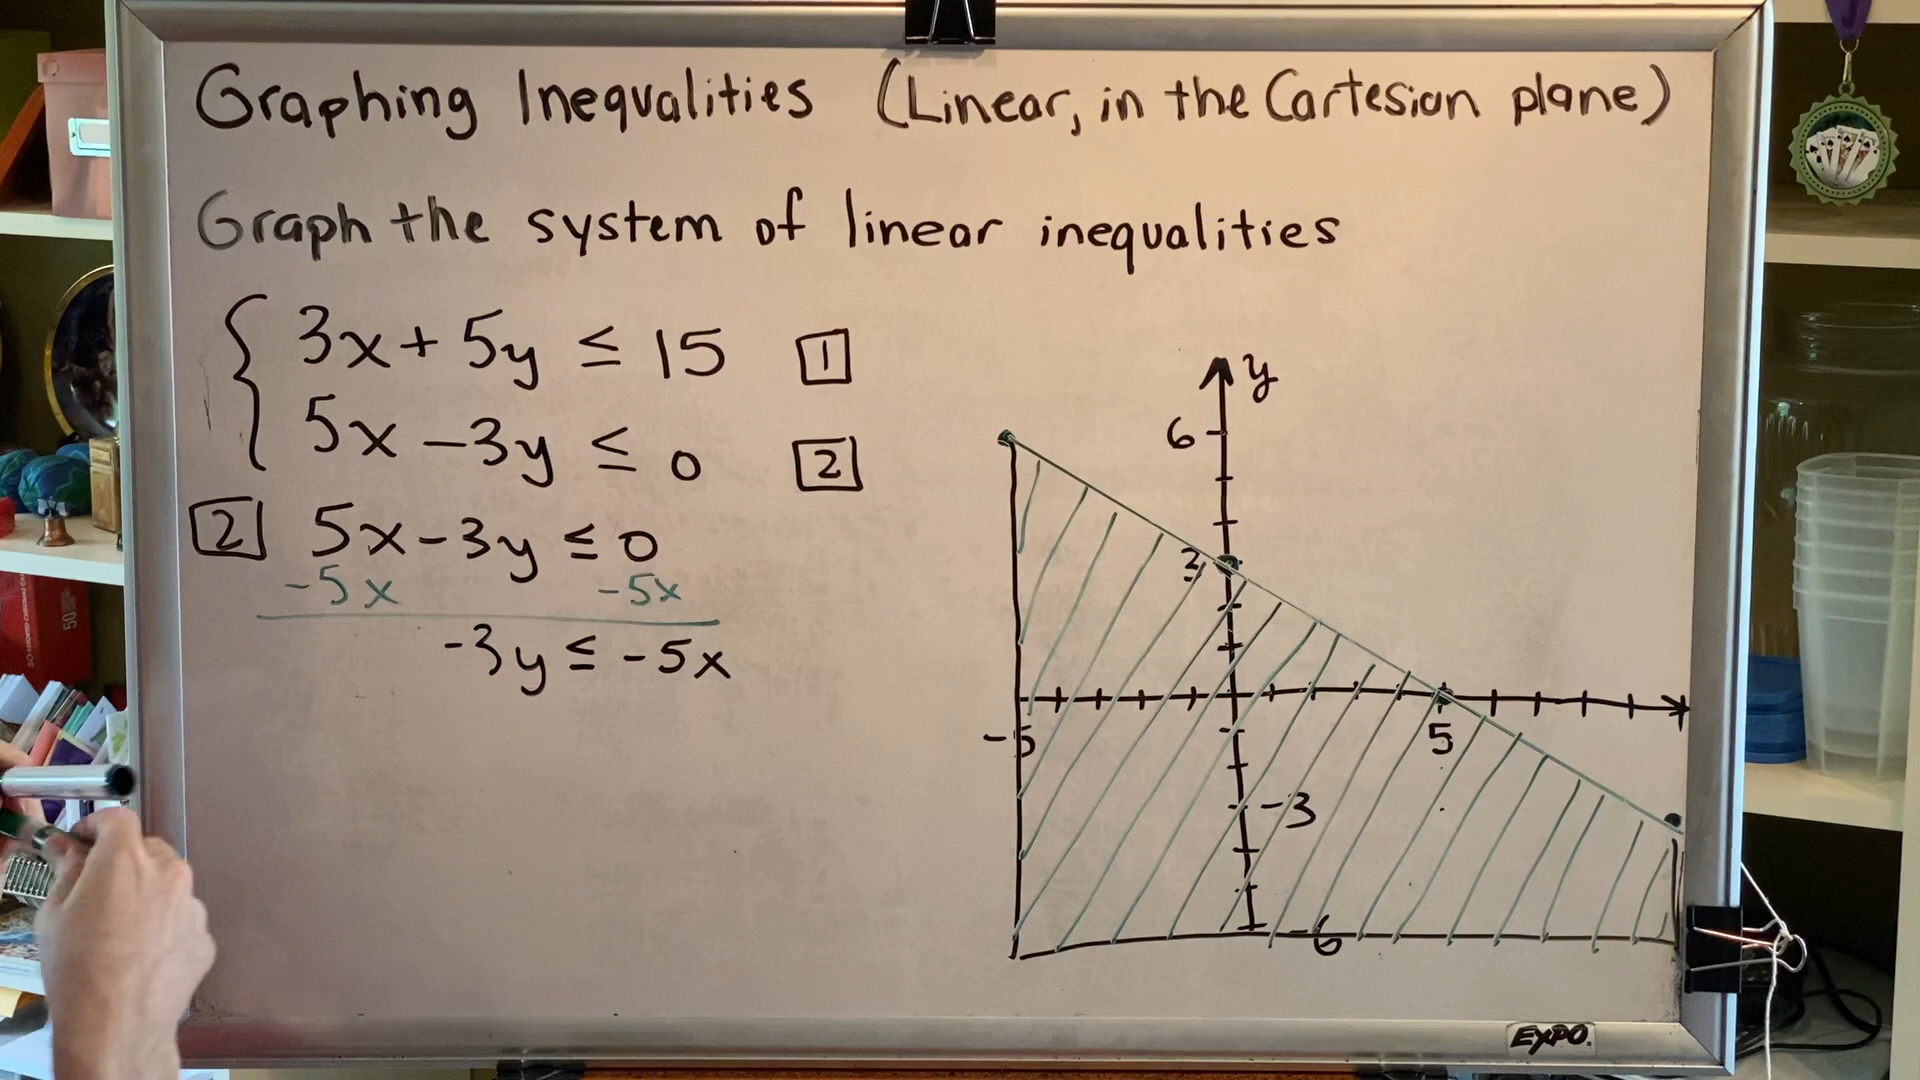 Graphing Inequalities (Linear, in the Cartesian plane)
Graph the system of linear inequalities
3x + 5y ≤ 15 1
5x - 3y ≤ 0 2
2 5x - 3y ≤ 0
-5x -5x
-3y ≤ -5x
y
6
3
-5
5
-3
-6
EXPO.
50